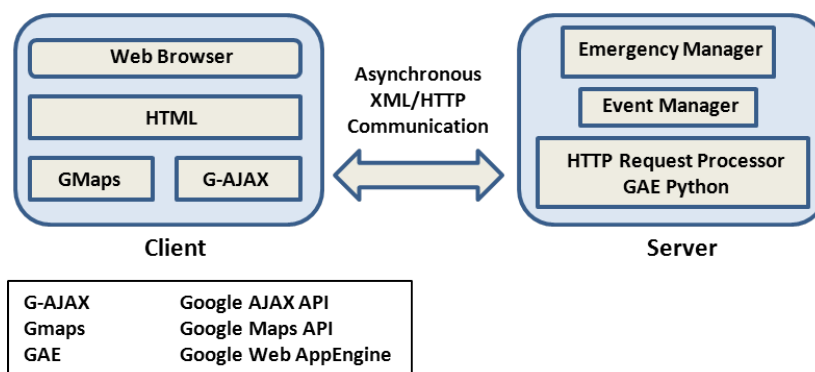 Web Browser
HTML
GMaps
G-AJAX
Client
Asynchronous
XML/HTTP
Communication
Emergency Manager
Event Manager
HTTP Request Processor
GAE Python
Server
G-AJAX Google AJAX API
Gmaps Google Maps API
GAE Google Web AppEngine